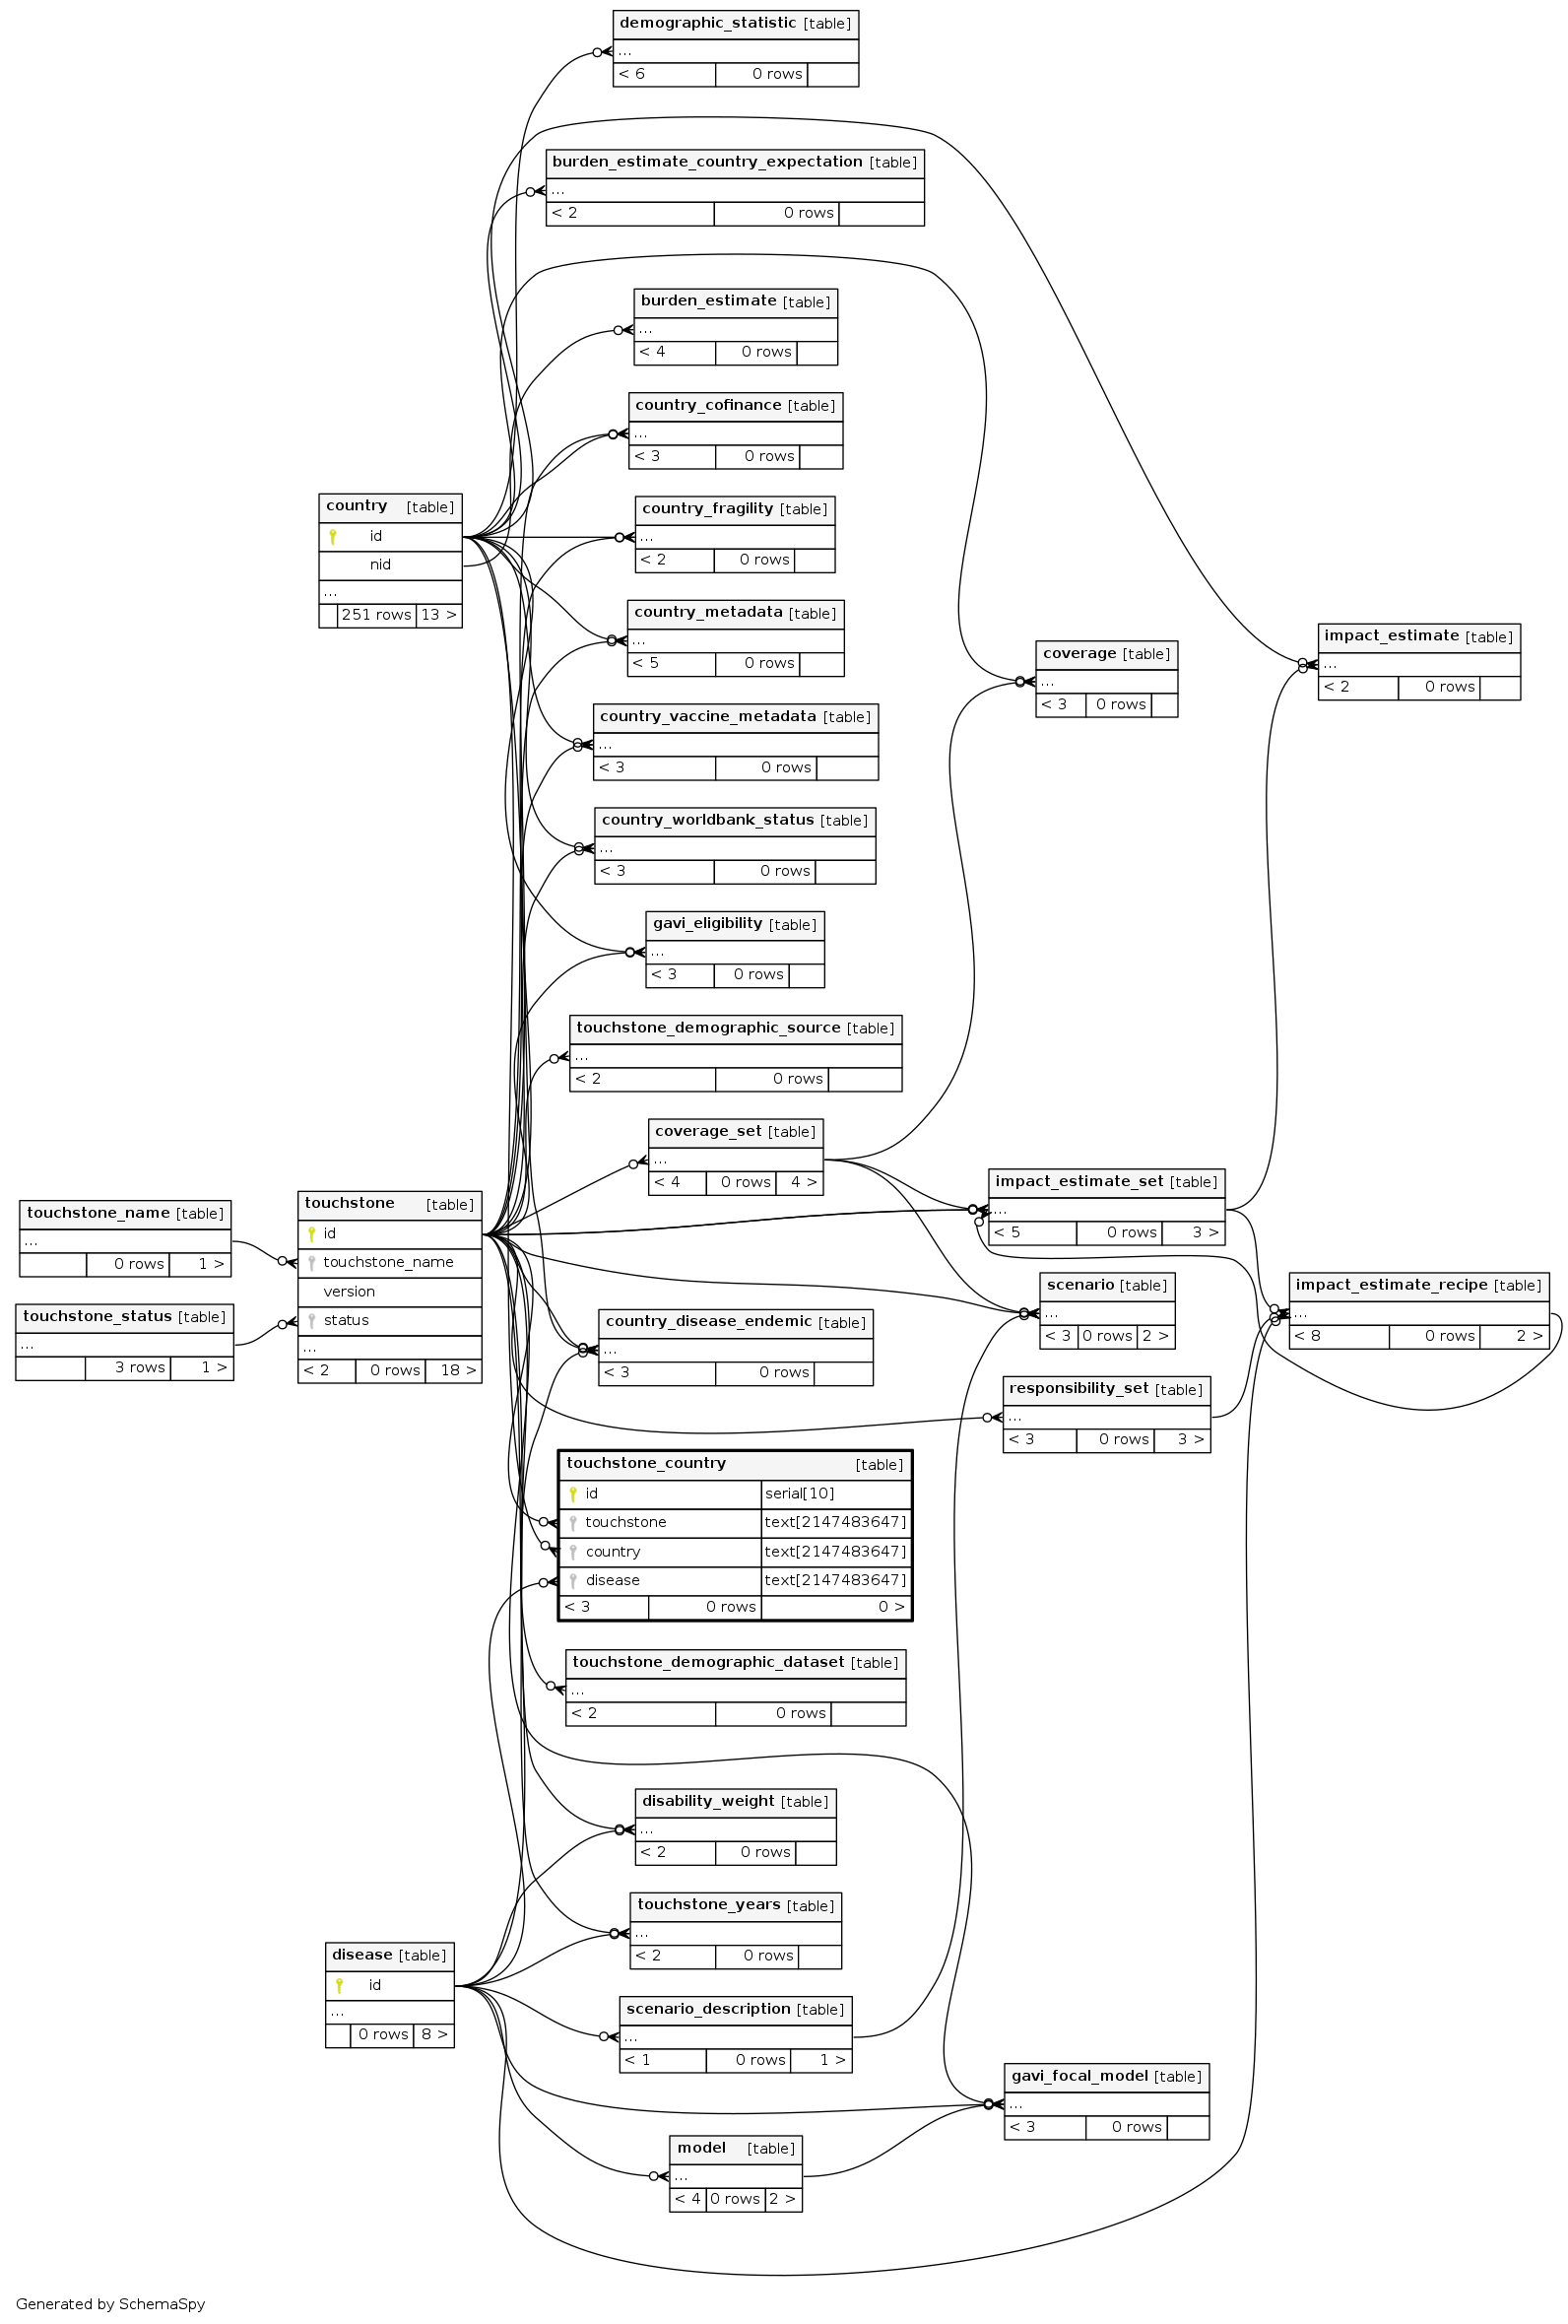 demographic_statistic [table]
...
< 6 0 rows
burden_estimate_country_expectation [table]
...
< 2 0 rows
burden_estimate [table]
...
< 4 0 rows
country_cofinance [table]
...
< 3 0 rows
country [table]
id
nid
...
251 rows 13 >
country_fragility [table]
...
< 2 0 rows
country_metadata [table]
...
< 5 0 rows
coverage [table]
...
< 3 0 rows
impact_estimate [table]
...
< 2 0 rows
country_vaccine_metadata [table]
...
< 3 0 rows
country_worldbank_status [table]
...
< 3 0 rows
gavi_eligibility [table]
...
< 3 0 rows
touchstone_demographic_source [table]
...
< 2 0 rows
coverage_set [table]
...
< 4 0 rows 4 >
impact_estimate_set [table]
...
< 5 0 rows 3 >
touchstone_name [table]
...
0 rows 1 >
touchstone_status [table]
...
3 rows 1 >
touchstone [table]
id
touchstone_name
version
status
...
< 2 0 rows 18 >
scenario [table]
...
< 3 0 rows 2 >
impact_estimate_recipe [table]
...
< 8 0 rows 2 >
country_disease_endemic [table]
...
< 3 0 rows
responsibility_set [table]
...
< 3 0 rows 3 >
touchstone_country [table]
id serial[10]
touchstone text[2147483647]
country text[2147483647]
disease text[2147483647]
< 3 0 rows 0 >
touchstone_demographic_dataset [table]
...
< 2 0 rows
disability_weight [table]
...
< 2 0 rows
touchstone_years [table]
...
< 2 0 rows
disease [table]
id
...
0 rows 8 >
scenario_description [table]
...
< 1 0 rows 1 >
gavi_focal_model [table]
...
< 3 0 rows
model [table]
...
< 4 0 rows 2 >
Generated by SchemaSpy